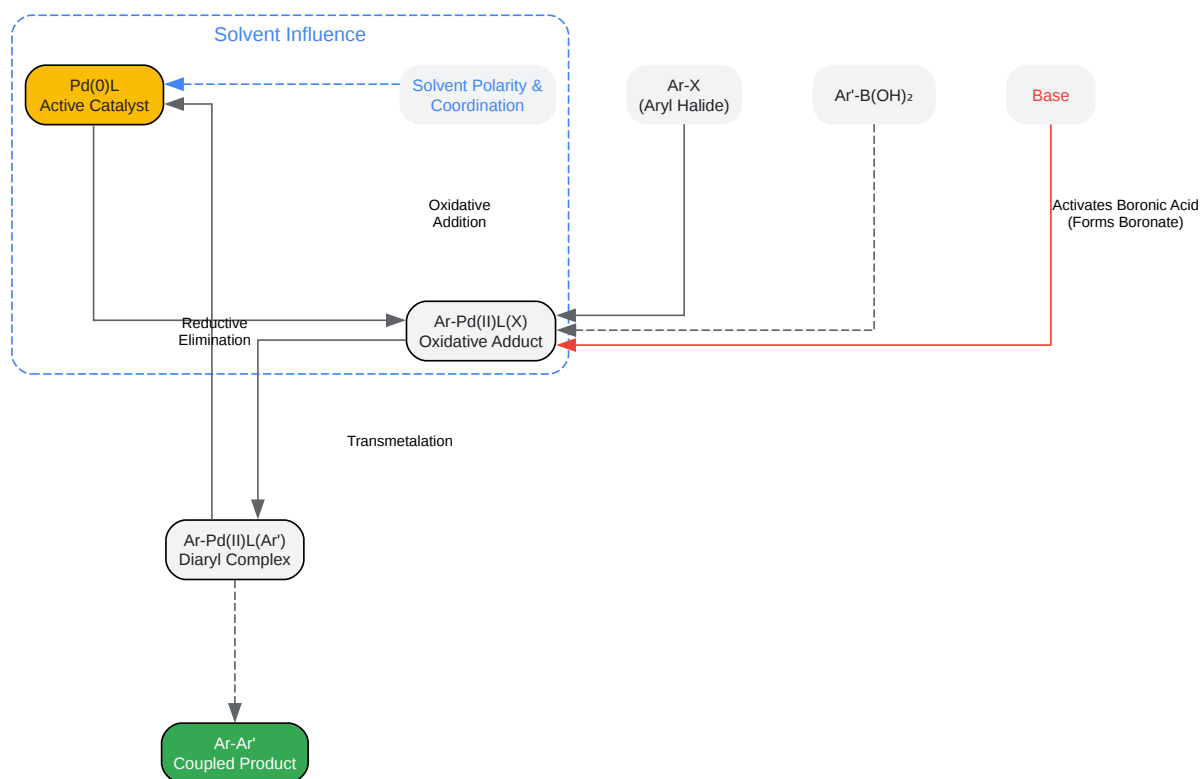 Solvent Influence
Pd(0)L
Active Catalyst
Solvent Polarity &
Coordination
Ar-X
(Aryl Halide)
Ar'-B(OH)₂
Base
Oxidative
Addition
Activates Boronic Acid
(Forms Boronate)
Reductive
Elimination
Ar-Pd(II)L(X)
Oxidative Adduct
Transmetalation
Ar-Pd(II)L(Ar')
Diaryl Complex
Ar-Ar'
Coupled Product